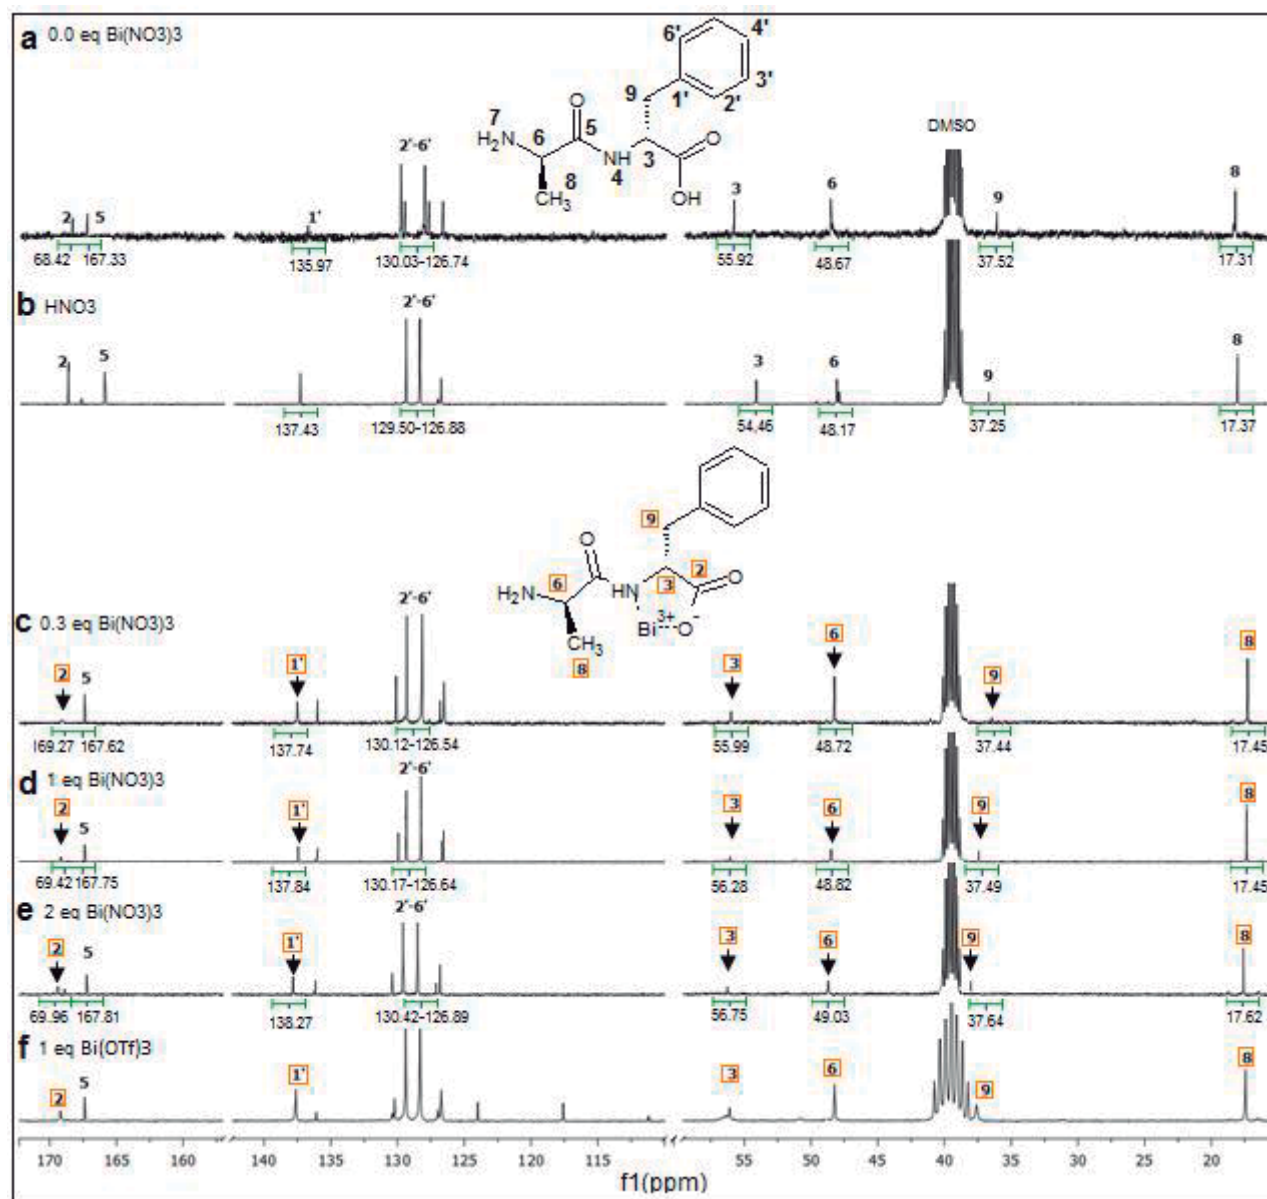 a 0.0 eq Bi(NO3)3
6' 4'
9 3'
O 1' 2'
7 5 O DMSO
H2N 6 NH 3
8 4
CH3 OH
2'-6'
2 5 1' 3 6 9 8
68.42 167.33 135.97 130.03-126.74 55.92 48.67 37.52 17.31
b HNO3 2'-6'
2 5 3 6 9 8
137.43 129.50-126.88 54.46 48.17 37.25 17.37
9
O 2 O
H2N 6 HN 3
3+ -
Bi O
CH3
8
c 0.3 eq Bi(NO3)3 2'-6'
2 5 1' 3 6 9 8
169.27 167.62 137.74 130.12-126.54 55.99 48.72 37.44 17.45
d 1 eq Bi(NO3)3 2'-6'
2 5 1' 3 6 9 8
69.42 167.75 137.84 130.17-126.64 56.28 48.82 37.49 17.45
e 2 eq Bi(NO3)3 2'-6'
2 5 1' 3 6 9 8
69.96 167.81 138.27 130.42-126.89 56.75 49.03 37.64 17.62
f 1 eq Bi(OTf)3
2 5 1' 3 6 9 8
170 165 160 140 135 130 125 120 115 55 50 45 40 35 30 25 20
f1(ppm)